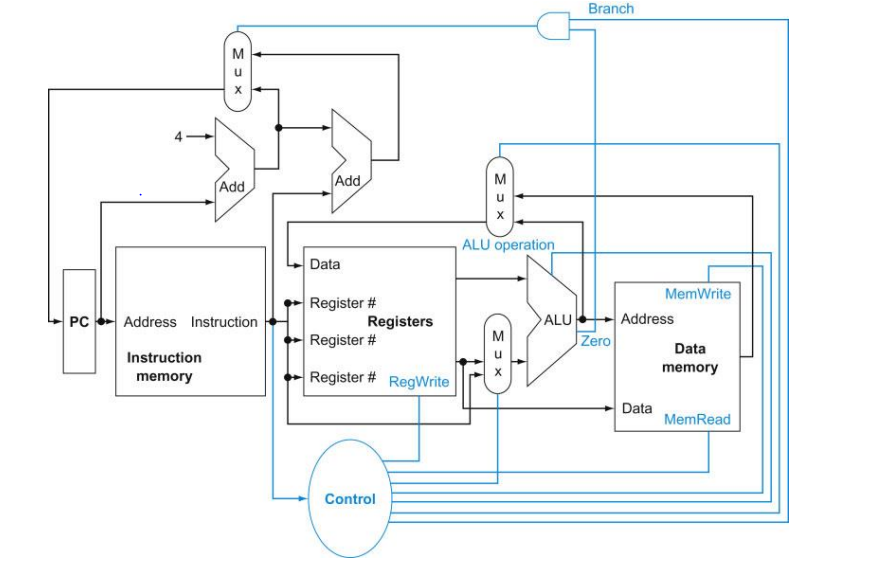 Branch
M
u
x
4
Add
Add
M
u
x
ALU operation
Data
MemWrite
Register #
PC
Address
Instruction
Registers
ALU
Address
Register #
M
u
x
Zero
Instruction
memory
Data
memory
Register #
RegWrite
Data
MemRead
Control